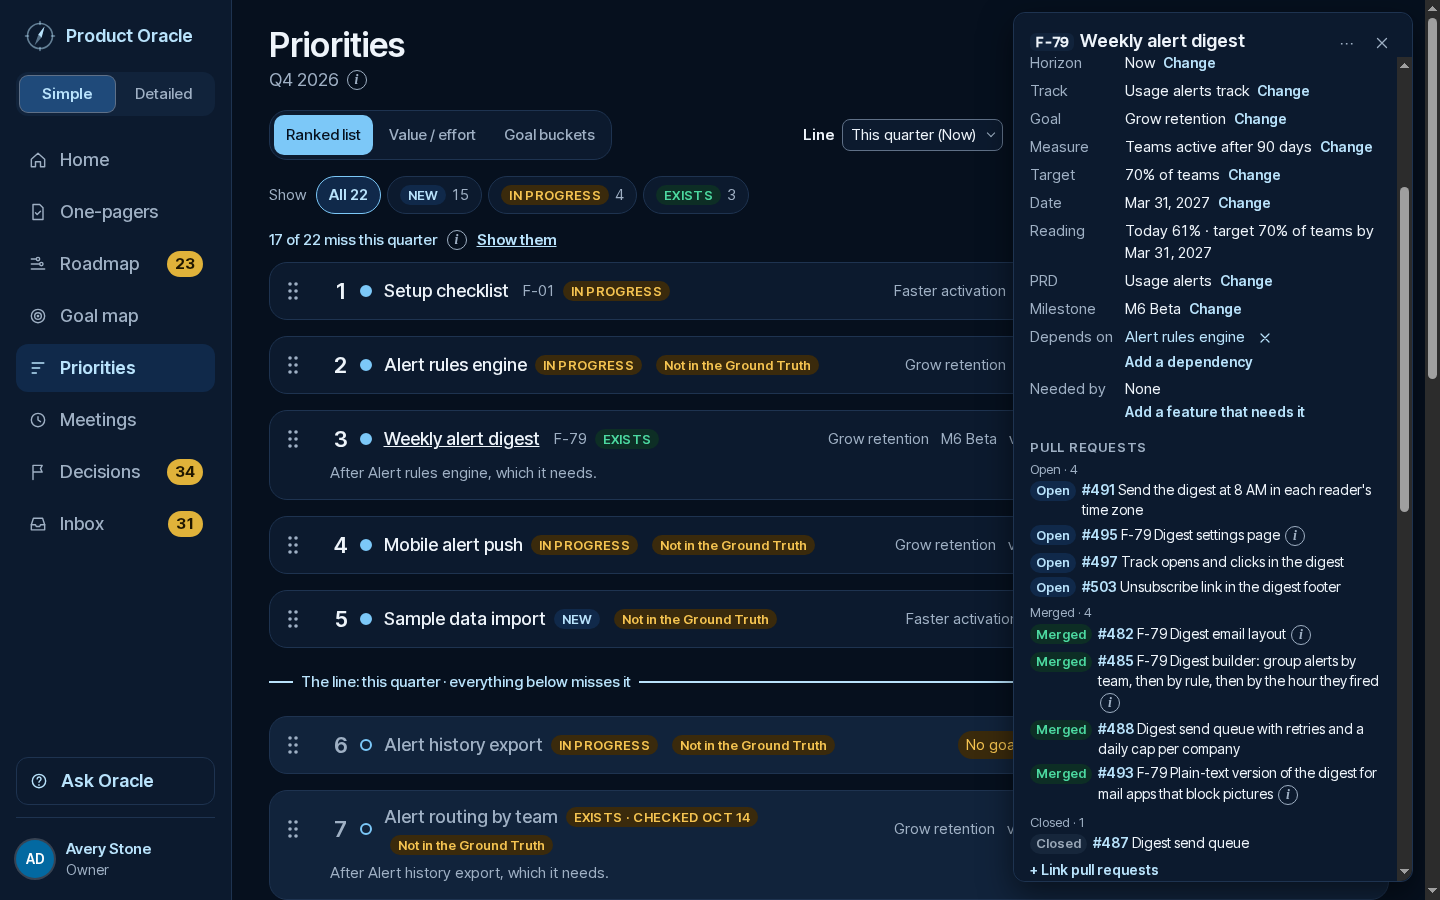 Product Oracle
Simple
Detailed
Home
One-pagers
Roadmap 23
Goal map
Priorities
Meetings
Decisions 34
Inbox 31
Ask Oracle
AD
Avery Stone
Owner
Priorities
Q4 2026 i
Ranked list
Value / effort
Goal buckets
Line This quarter (Now)
Show All 22 NEW 15 IN PROGRESS 4 EXISTS 3
17 of 22 miss this quarter i Show them
1 Setup checklist F-01 IN PROGRESS Faster activation
2 Alert rules engine IN PROGRESS Not in the Ground Truth Grow retention
3 Weekly alert digest F-79 EXISTS Grow retention M6 Beta
After Alert rules engine, which it needs.
4 Mobile alert push IN PROGRESS Not in the Ground Truth Grow retention
5 Sample data import NEW Not in the Ground Truth Faster activation
The line: this quarter · everything below misses it
6 Alert history export IN PROGRESS Not in the Ground Truth No goa
7 Alert routing by team EXISTS · CHECKED OCT 14
Not in the Ground Truth
Grow retention
After Alert history export, which it needs.
F-79 Weekly alert digest ...
Horizon Now Change
Track Usage alerts track Change
Goal Grow retention Change
Measure Teams active after 90 days Change
Target 70% of teams Change
Date Mar 31, 2027 Change
Reading Today 61% · target 70% of teams by
Mar 31, 2027
PRD Usage alerts Change
Milestone M6 Beta Change
Depends on Alert rules engine
Add a dependency
Needed by None
Add a feature that needs it
PULL REQUESTS
Open · 4
Open #491 Send the digest at 8 AM in each reader's
time zone
Open #495 F-79 Digest settings page i
Open #497 Track opens and clicks in the digest
Open #503 Unsubscribe link in the digest footer
Merged · 4
Merged #482 F-79 Digest email layout i
Merged #485 F-79 Digest builder: group alerts by
team, then by rule, then by the hour they fired
i
Merged #488 Digest send queue with retries and a
daily cap per company
Merged #493 F-79 Plain-text version of the digest for
mail apps that block pictures i
Closed · 1
Closed #487 Digest send queue
+ Link pull requests